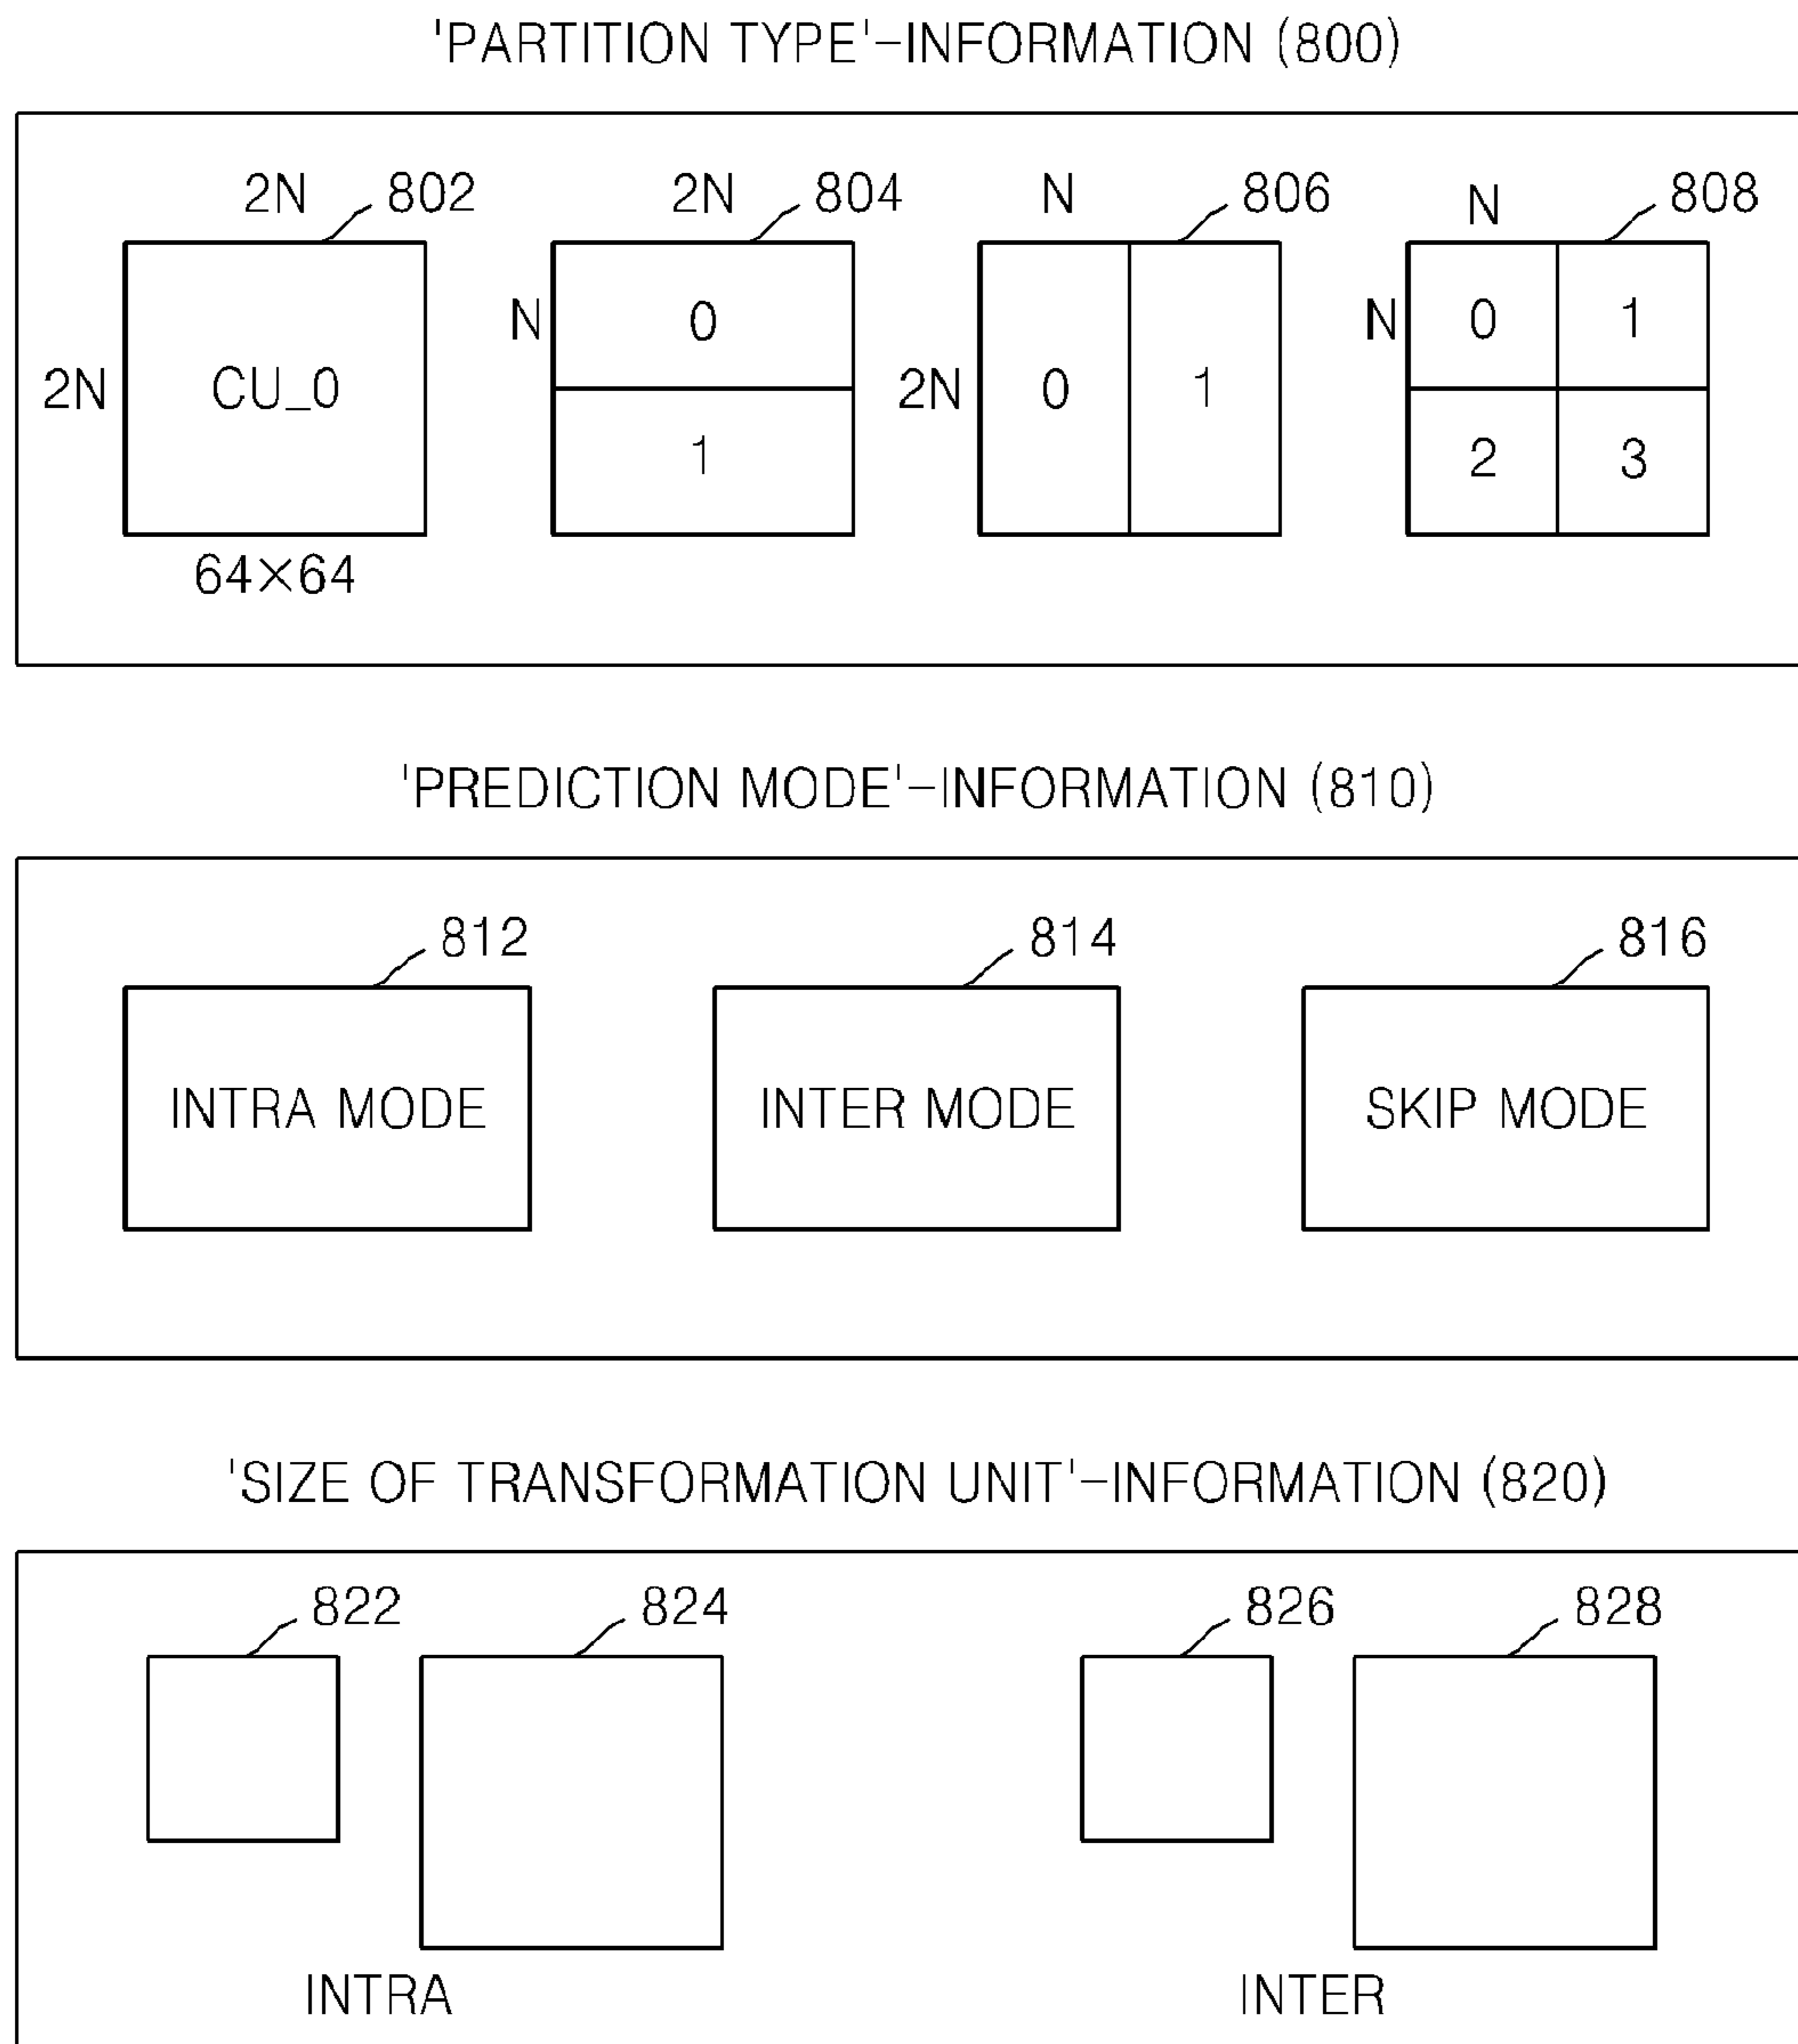 'PARTITION TYPE'-INFORMATION (800)
2N 802 2N 804 N 806 N 808
2N CU_0 N 0 1 2N 0 1 N 0 1 2 3
64×64
'PREDICTION MODE'-INFORMATION (810)
812 814 816
INTRA MODE INTER MODE SKIP MODE
'SIZE OF TRANSFORMATION UNIT'-INFORMATION (820)
822 824 826 828
INTRA INTER